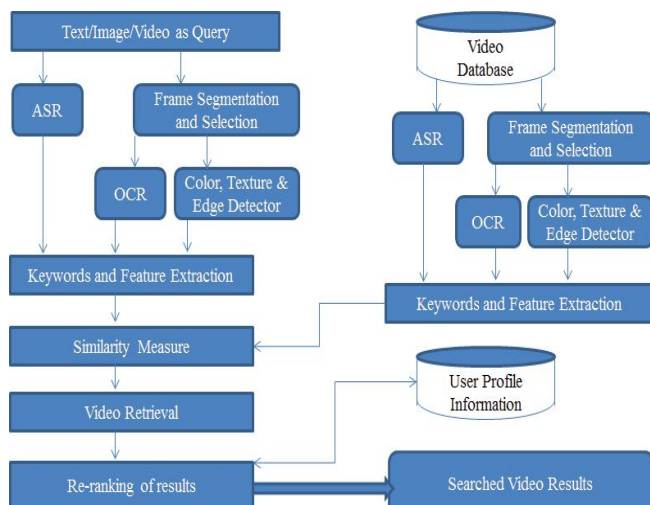 Text/Image/Video as Query
ASR
Frame Segmentation
and Selection
OCR
Color, Texture &
Edge Detector
Keywords and Feature Extraction
Similarity Measure
Video Retrieval
Re-ranking of results
Video
Database
ASR
Frame Segmentation
and Selection
OCR
Color, Texture &
Edge Detector
Keywords and Feature Extraction
User Profile
Information
Searched Video Results